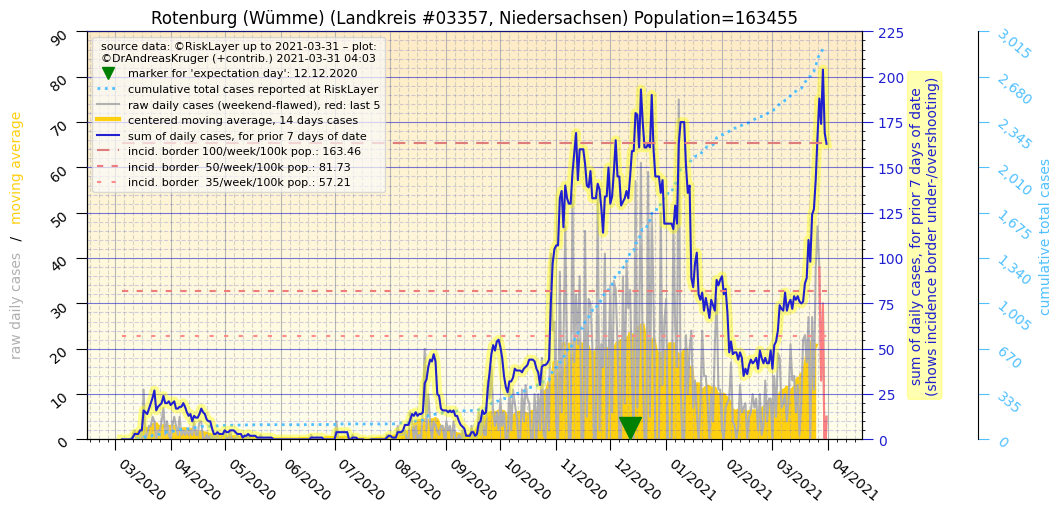 Rotenburg (Wümme) (Landkreis #03357, Niedersachsen) Population=163455
source data: ©RiskLayer up to 2021-03-31 – plot:
©DrAndreasKruger (+contrib.) 2021-03-31 04:03
marker for 'expectation day': 12.12.2020
cumulative total cases reported at RiskLayer
raw daily cases (weekend-flawed), red: last 5
centered moving average, 14 days cases
sum of daily cases, for prior 7 days of date
incid. border 100/week/100k pop.: 163.46
incid. border  50/week/100k pop.: 81.73
incid. border  35/week/100k pop.: 57.21
raw daily cases  /  moving average
90
80
70
60
50
40
30
20
10
0
03/2020
04/2020
05/2020
06/2020
07/2020
08/2020
09/2020
10/2020
11/2020
12/2020
01/2021
02/2021
03/2021
04/2021
225
200
175
150
125
100
75
50
25
0
sum of daily cases, for prior 7 days of date
(shows incidence border under-/overshooting)
3,015
2,680
2,345
2,010
1,675
1,340
1,005
670
335
0
cumulative total cases